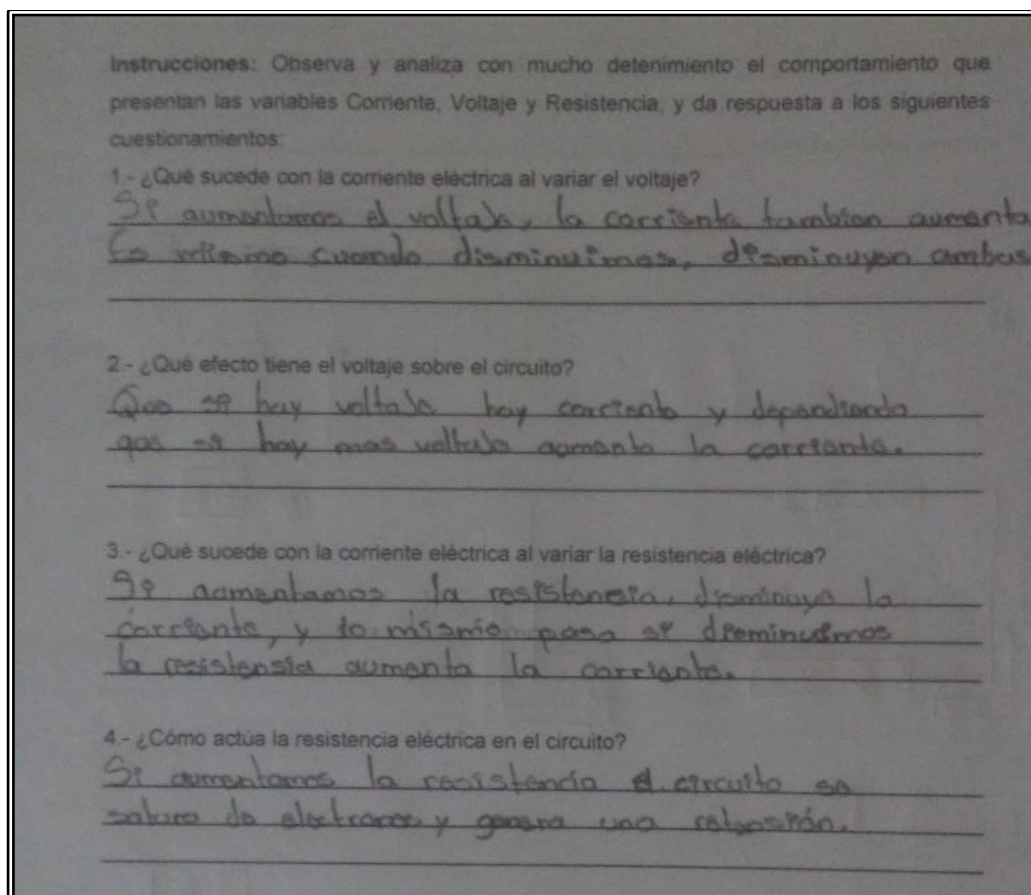 Instrucciones: Observa y analiza con mucho detenimiento el comportamiento que
presentan las variables Corriente, Voltaje y Resistencia, y da respuesta a los siguientes
cuestionamientos:
1.- ¿Qué sucede con la corriente eléctrica al variar el voltaje?
Si aumentamos el voltaje, la corriente tambien aumenta
Lo mismo cuando disminuimos, disminuyen ambas
2.- ¿Qué efecto tiene el voltaje sobre el circuito?
Que si hay voltaje hay corriente y dependiendo
que si hay mas voltaje aumenta la corriente.
3.- ¿Qué sucede con la corriente eléctrica al variar la resistencia eléctrica?
Si aumentamos la resistencia, disminuye la
corriente, y lo mismo pasa si disminuimos
la resistensia aumenta la corriente.
4.- ¿Cómo actúa la resistencia eléctrica en el circuito?
Si aumentamos la resistencia el circuito se
satura de electrones y genera una retensión.